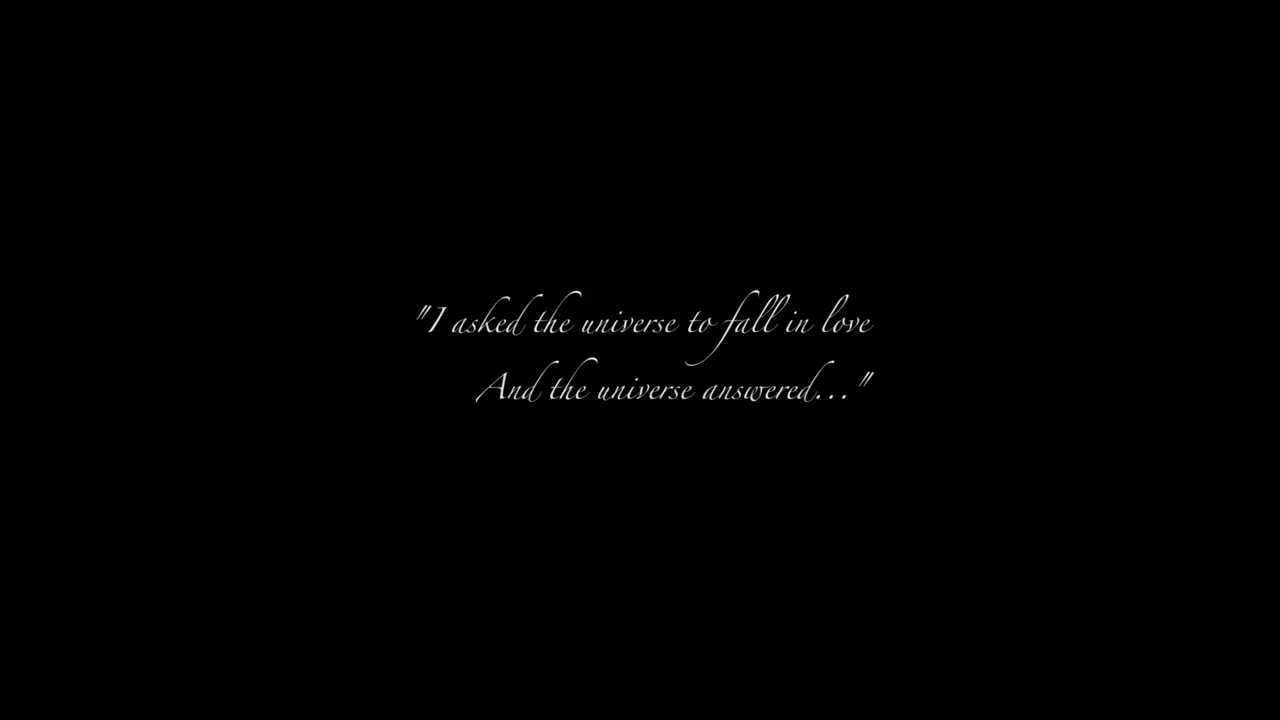 "I asked the universe to fall in love
And the universe answered..."